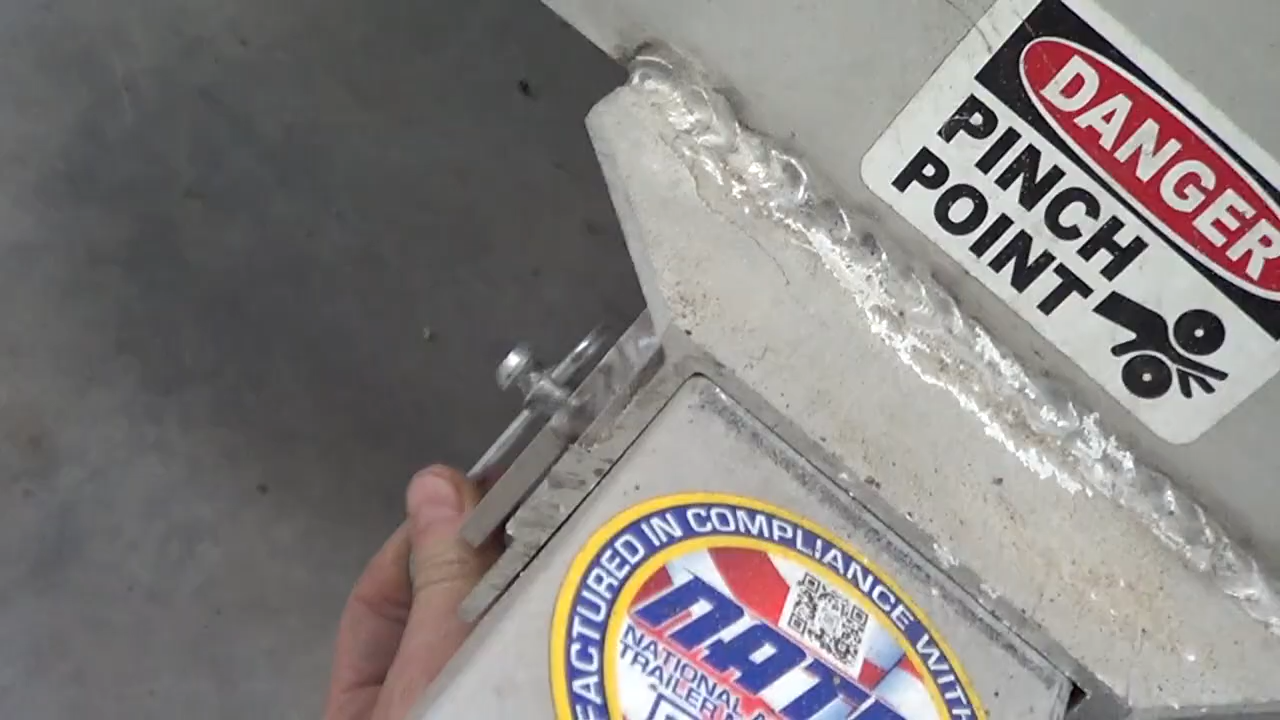 DANGER
PINCH
POINT
FACTURED IN COMPLIANCE WITH
NATIONAL
TRAILER